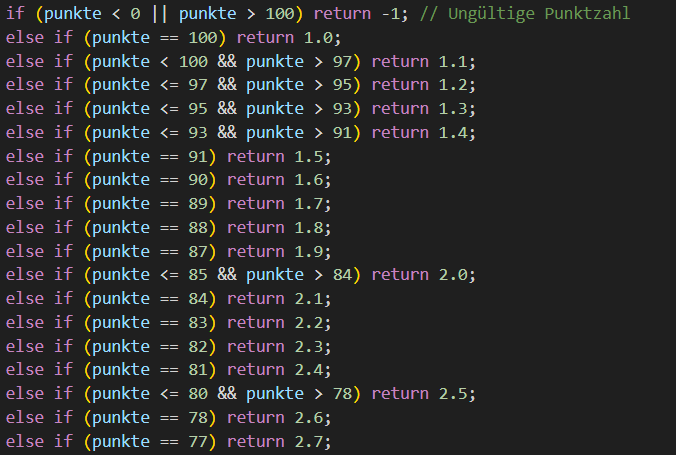 if (punkte < 0 || punkte > 100) return -1; // Ungültige Punktzahl
else if (punkte == 100) return 1.0;
else if (punkte < 100 && punkte > 97) return 1.1;
else if (punkte <= 97 && punkte > 95) return 1.2;
else if (punkte <= 95 && punkte > 93) return 1.3;
else if (punkte <= 93 && punkte > 91) return 1.4;
else if (punkte == 91) return 1.5;
else if (punkte == 90) return 1.6;
else if (punkte == 89) return 1.7;
else if (punkte == 88) return 1.8;
else if (punkte == 87) return 1.9;
else if (punkte <= 85 && punkte > 84) return 2.0;
else if (punkte == 84) return 2.1;
else if (punkte == 83) return 2.2;
else if (punkte == 82) return 2.3;
else if (punkte == 81) return 2.4;
else if (punkte <= 80 && punkte > 78) return 2.5;
else if (punkte == 78) return 2.6;
else if (punkte == 77) return 2.7;